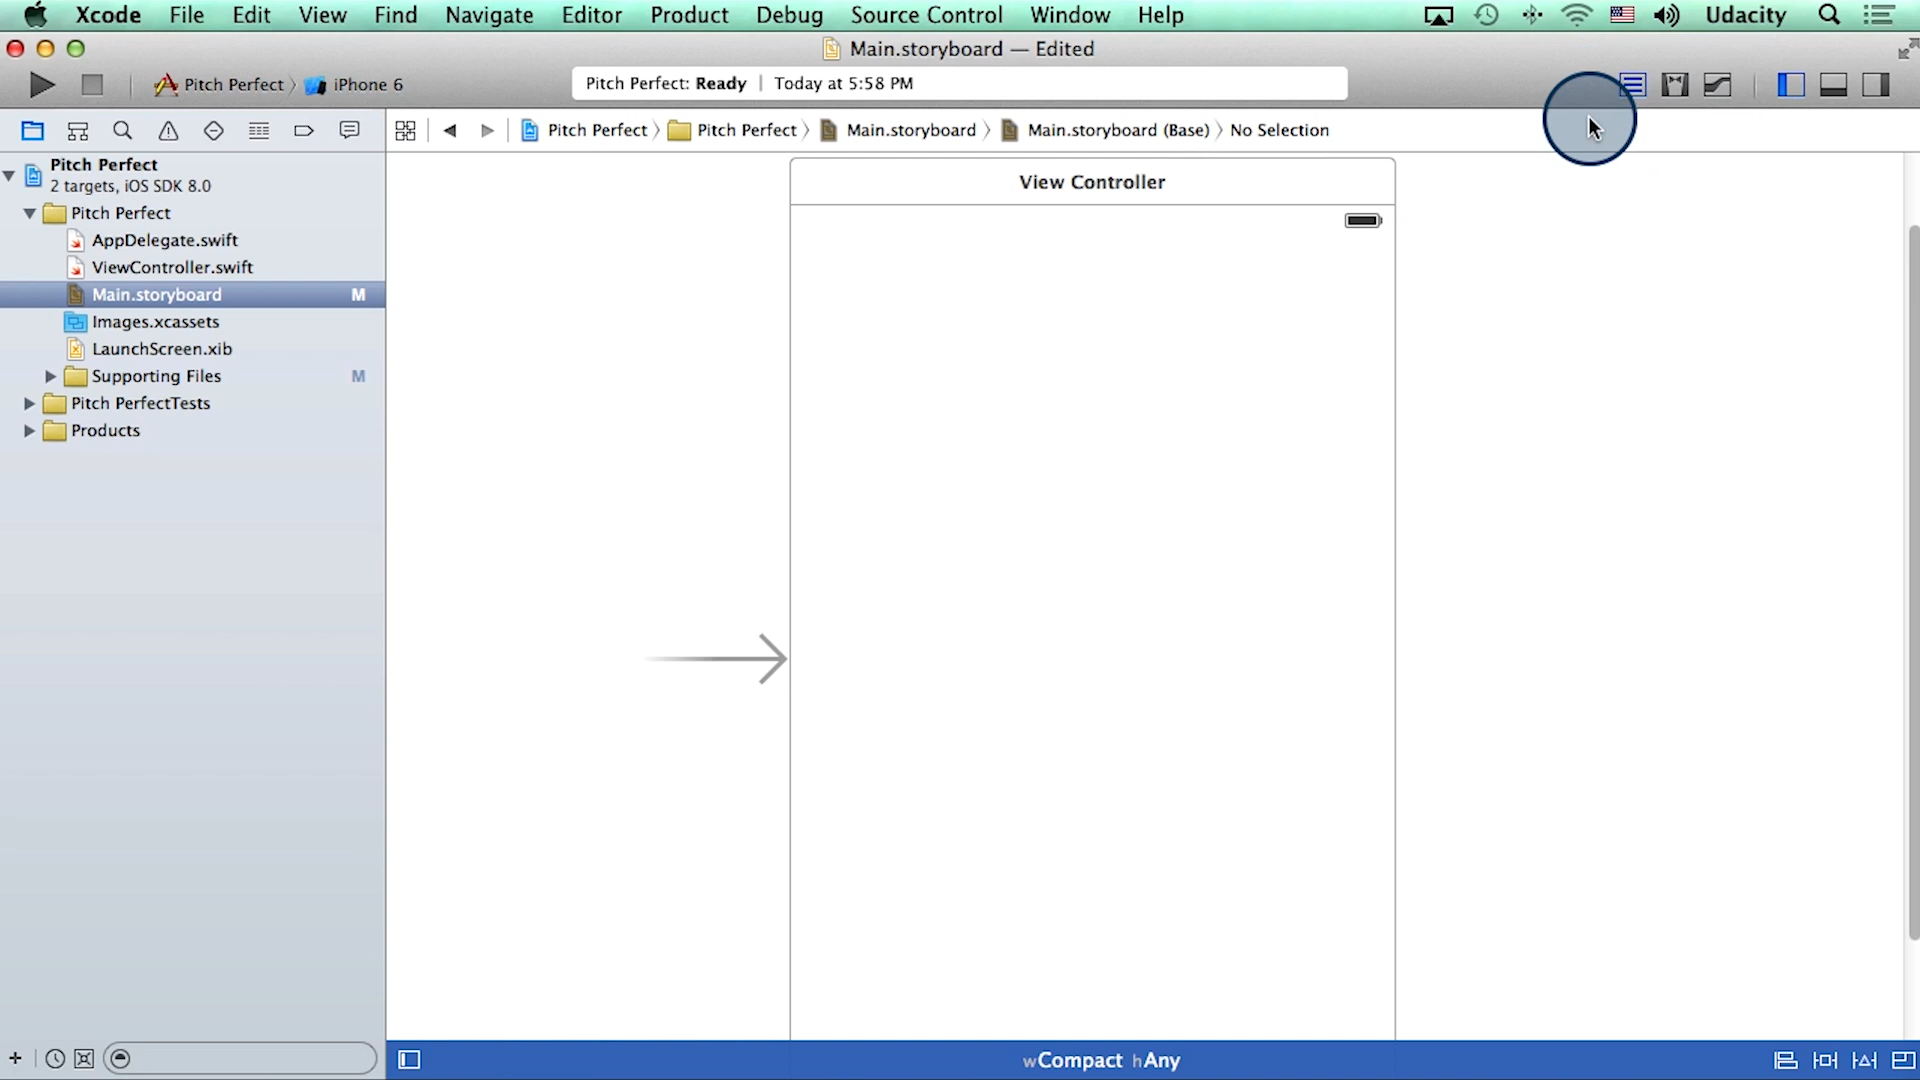 Xcode File Edit View Find Navigate Editor Product Debug Source Control Window Help Udacity
Main.storyboard — Edited
Pitch Perfect 〉 iPhone 6
Pitch Perfect: Ready | Today at 5:58 PM
Pitch Perfect 〉 Pitch Perfect 〉 Main.storyboard 〉 Main.storyboard (Base) 〉 No Selection
Pitch Perfect
2 targets, iOS SDK 8.0
Pitch Perfect
AppDelegate.swift
ViewController.swift
Main.storyboard M
Images.xcassets
LaunchScreen.xib
Supporting Files M
Pitch PerfectTests
Products
View Controller
wCompact hAny